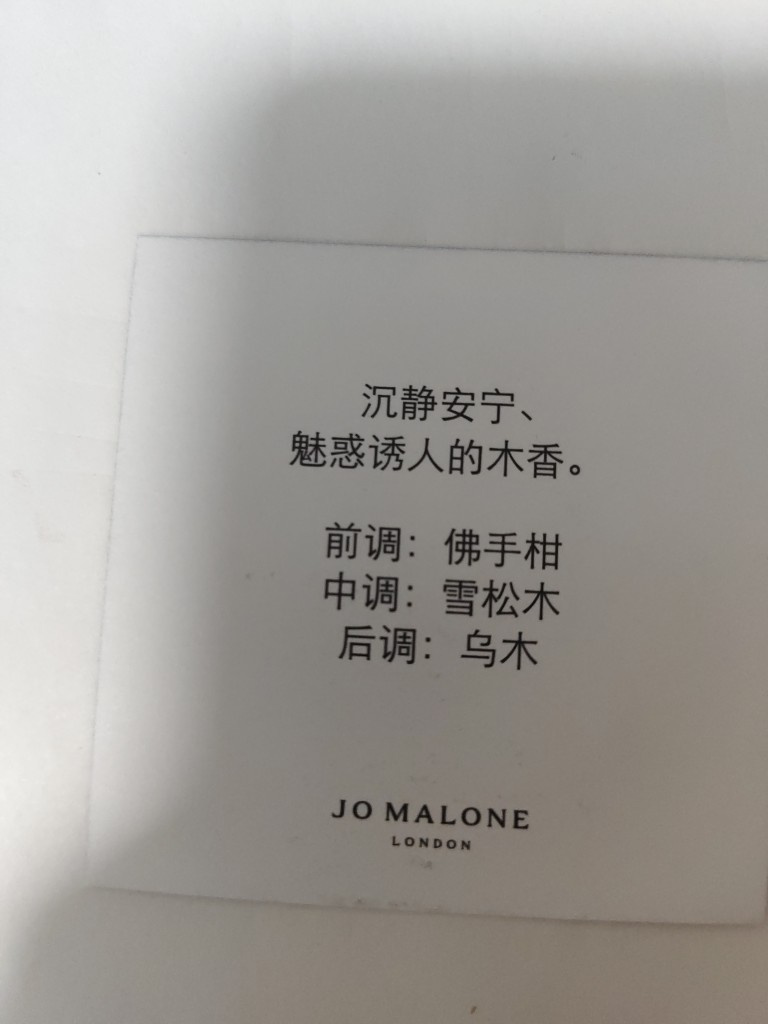 沉静安宁、
魅惑诱人的木香。
前调：佛手柑
中调：雪松木
后调：乌木
JO MALONE
LONDON